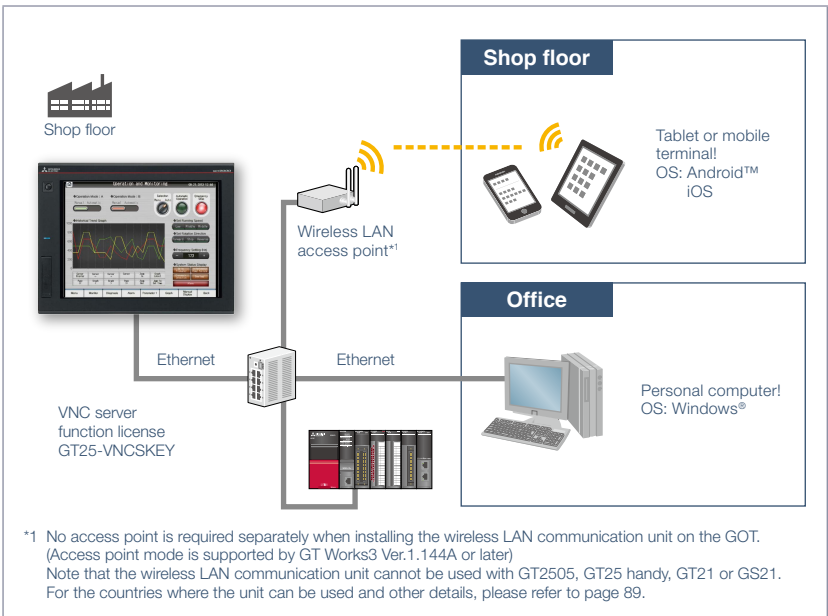 Shop floor
Shop floor
Tablet or mobile
terminal!
OS: Android™
iOS
Wireless LAN
access point*1
Operation and Monitoring
Office
Ethernet
Ethernet
Personal computer!
OS: Windows®
VNC server
function license
GT25-VNCSKEY
*1 No access point is required separately when installing the wireless LAN communication unit on the GOT.
(Access point mode is supported by GT Works3 Ver.1.144A or later)
Note that the wireless LAN communication unit cannot be used with GT2505, GT25 handy, GT21 or GS21.
For the countries where the unit can be used and other details, please refer to page 89.